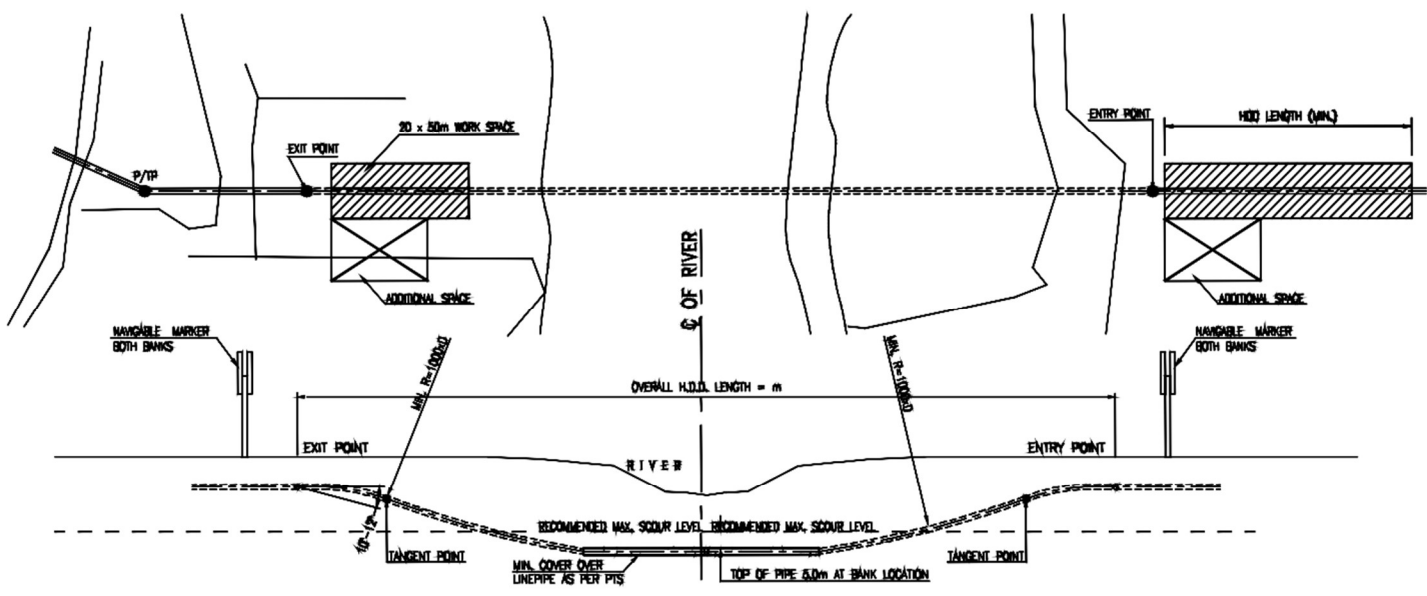 20 x 50m WORK SPACE
EXIT POINT
P/TP
ENTRY POINT
HDD LENGTH (MIN.)
ADDITIONAL SPACE
ADDITIONAL SPACE
℄ OF RIVER
NAVIGABLE MARKER
BOTH BANKS
NAVIGABLE MARKER
BOTH BANKS
MIN. R=1000xD
MIN. R=1000xD
OVERALL H.D.D. LENGTH = m
EXIT POINT
ENTRY POINT
RIVER
10°-12°
RECOMMENDED MAX. SCOUR LEVEL RECOMMENDED MAX. SCOUR LEVEL
TANGENT POINT
TANGENT POINT
MIN. COVER OVER
LINEPIPE AS PER PTS
TOP OF PIPE 5.0m AT BANK LOCATION